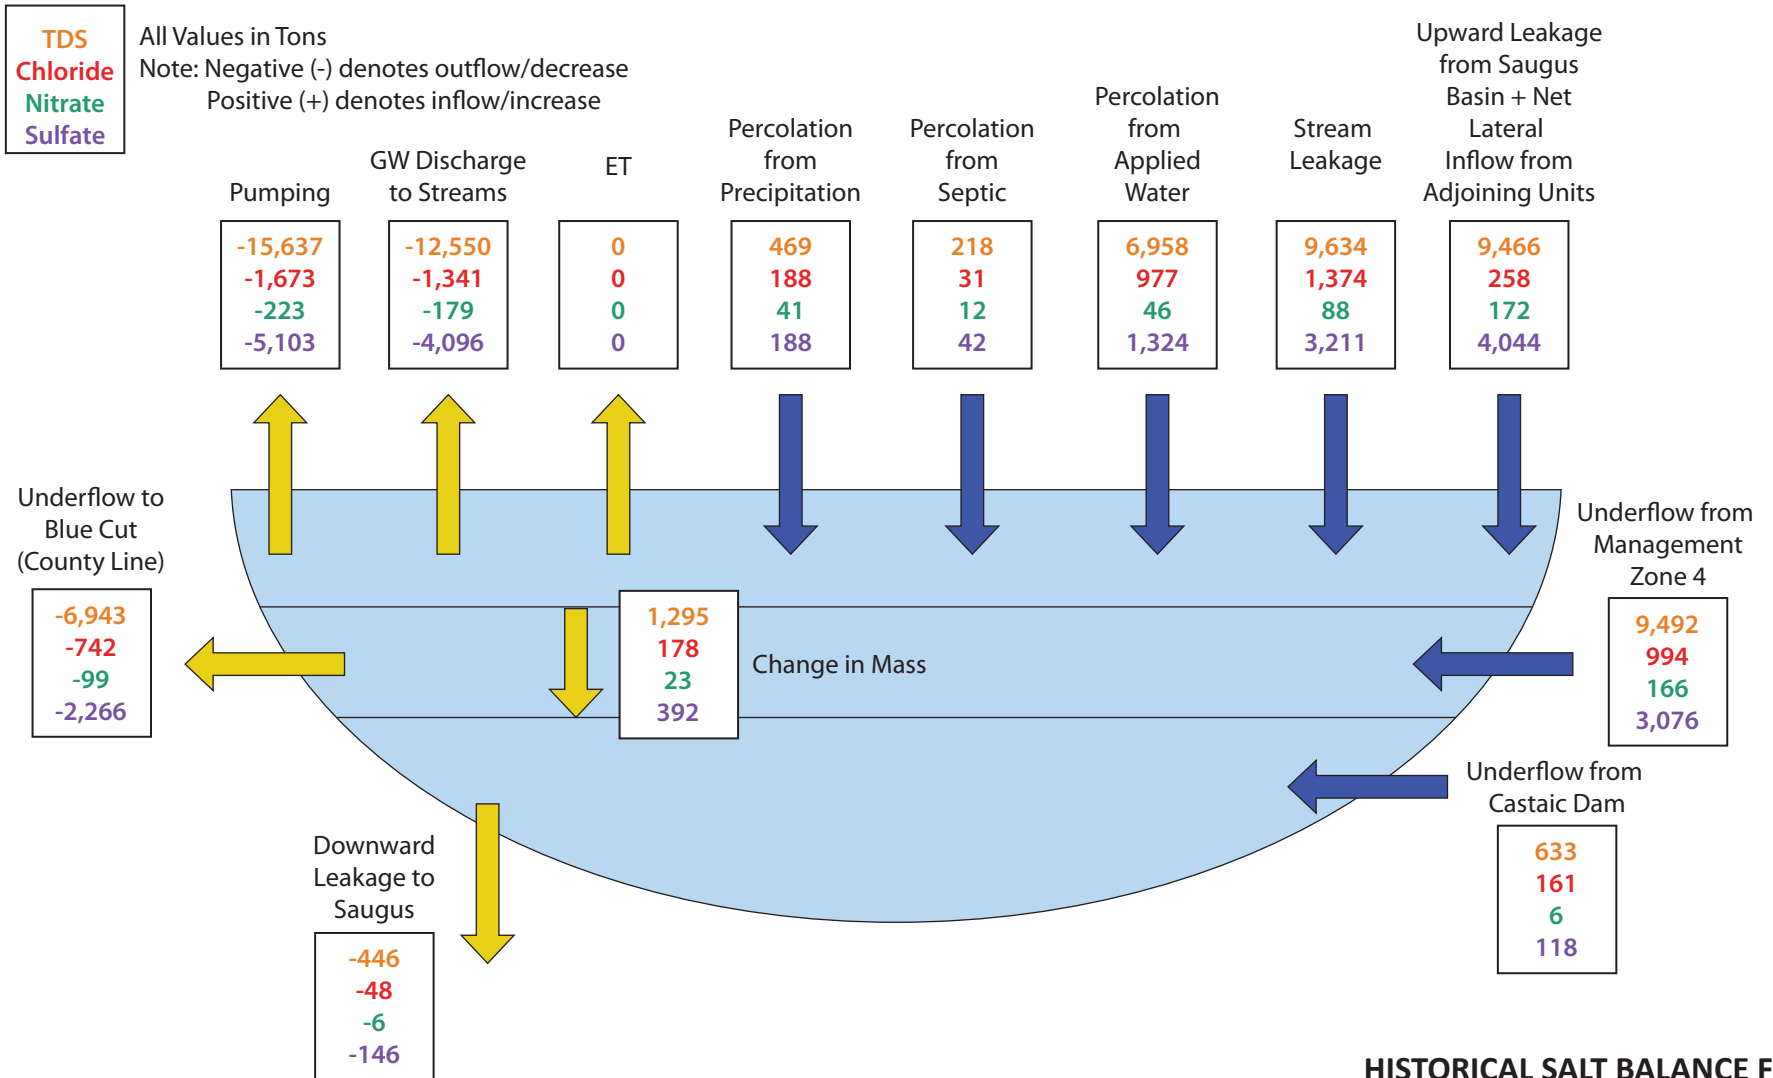 TDS
Chloride
Nitrate
Sulfate
All Values in Tons
Note: Negative (-) denotes outflow/decrease
Positive (+) denotes inflow/increase
Pumping
-15,637
-1,673
-223
-5,103
GW Discharge
to Streams
-12,550
-1,341
-179
-4,096
ET
0
0
0
0
Percolation
from
Precipitation
469
188
41
188
Percolation
from
Septic
218
31
12
42
Percolation
from
Applied
Water
6,958
977
46
1,324
Stream
Leakage
9,634
1,374
88
3,211
Upward Leakage
from Saugus
Basin + Net
Lateral
Inflow from
Adjoining Units
9,466
258
172
4,044
Underflow to
Blue Cut
(County Line)
-6,943
-742
-99
-2,266
1,295
178
23
392
Change in Mass
Underflow from
Management
Zone 4
9,492
994
166
3,076
Underflow from
Castaic Dam
633
161
6
118
Downward
Leakage to
Saugus
-446
-48
-6
-146
HISTORICAL SALT BALANCE F